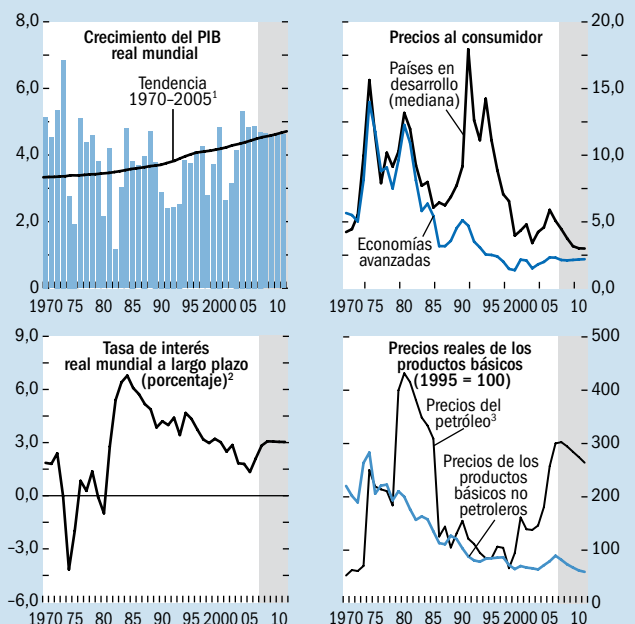 Crecimiento del PIB
real mundial
Tendencia
1970–2005¹
8,0
6,0
4,0
2,0
0
1970 75 80 85 90 95 2000 05 10
Precios al consumidor
Países en
desarrollo
(mediana)
Economías
avanzadas
20,0
15,0
10,0
5,0
0,0
1970 75 80 85 90 95 2000 05 10
Tasa de interés
real mundial a largo plazo
(porcentaje)²
9,0
6,0
3,0
0,0
–3,0
–6,0
1970 75 80 85 90 95 2000 05 10
Precios reales de los
productos básicos
(1995 = 100)
Precios del
petróleo³
Precios de los
productos
básicos no
petroleros
500
400
300
200
100
0
1970 75 80 85 90 95 2000 05 10